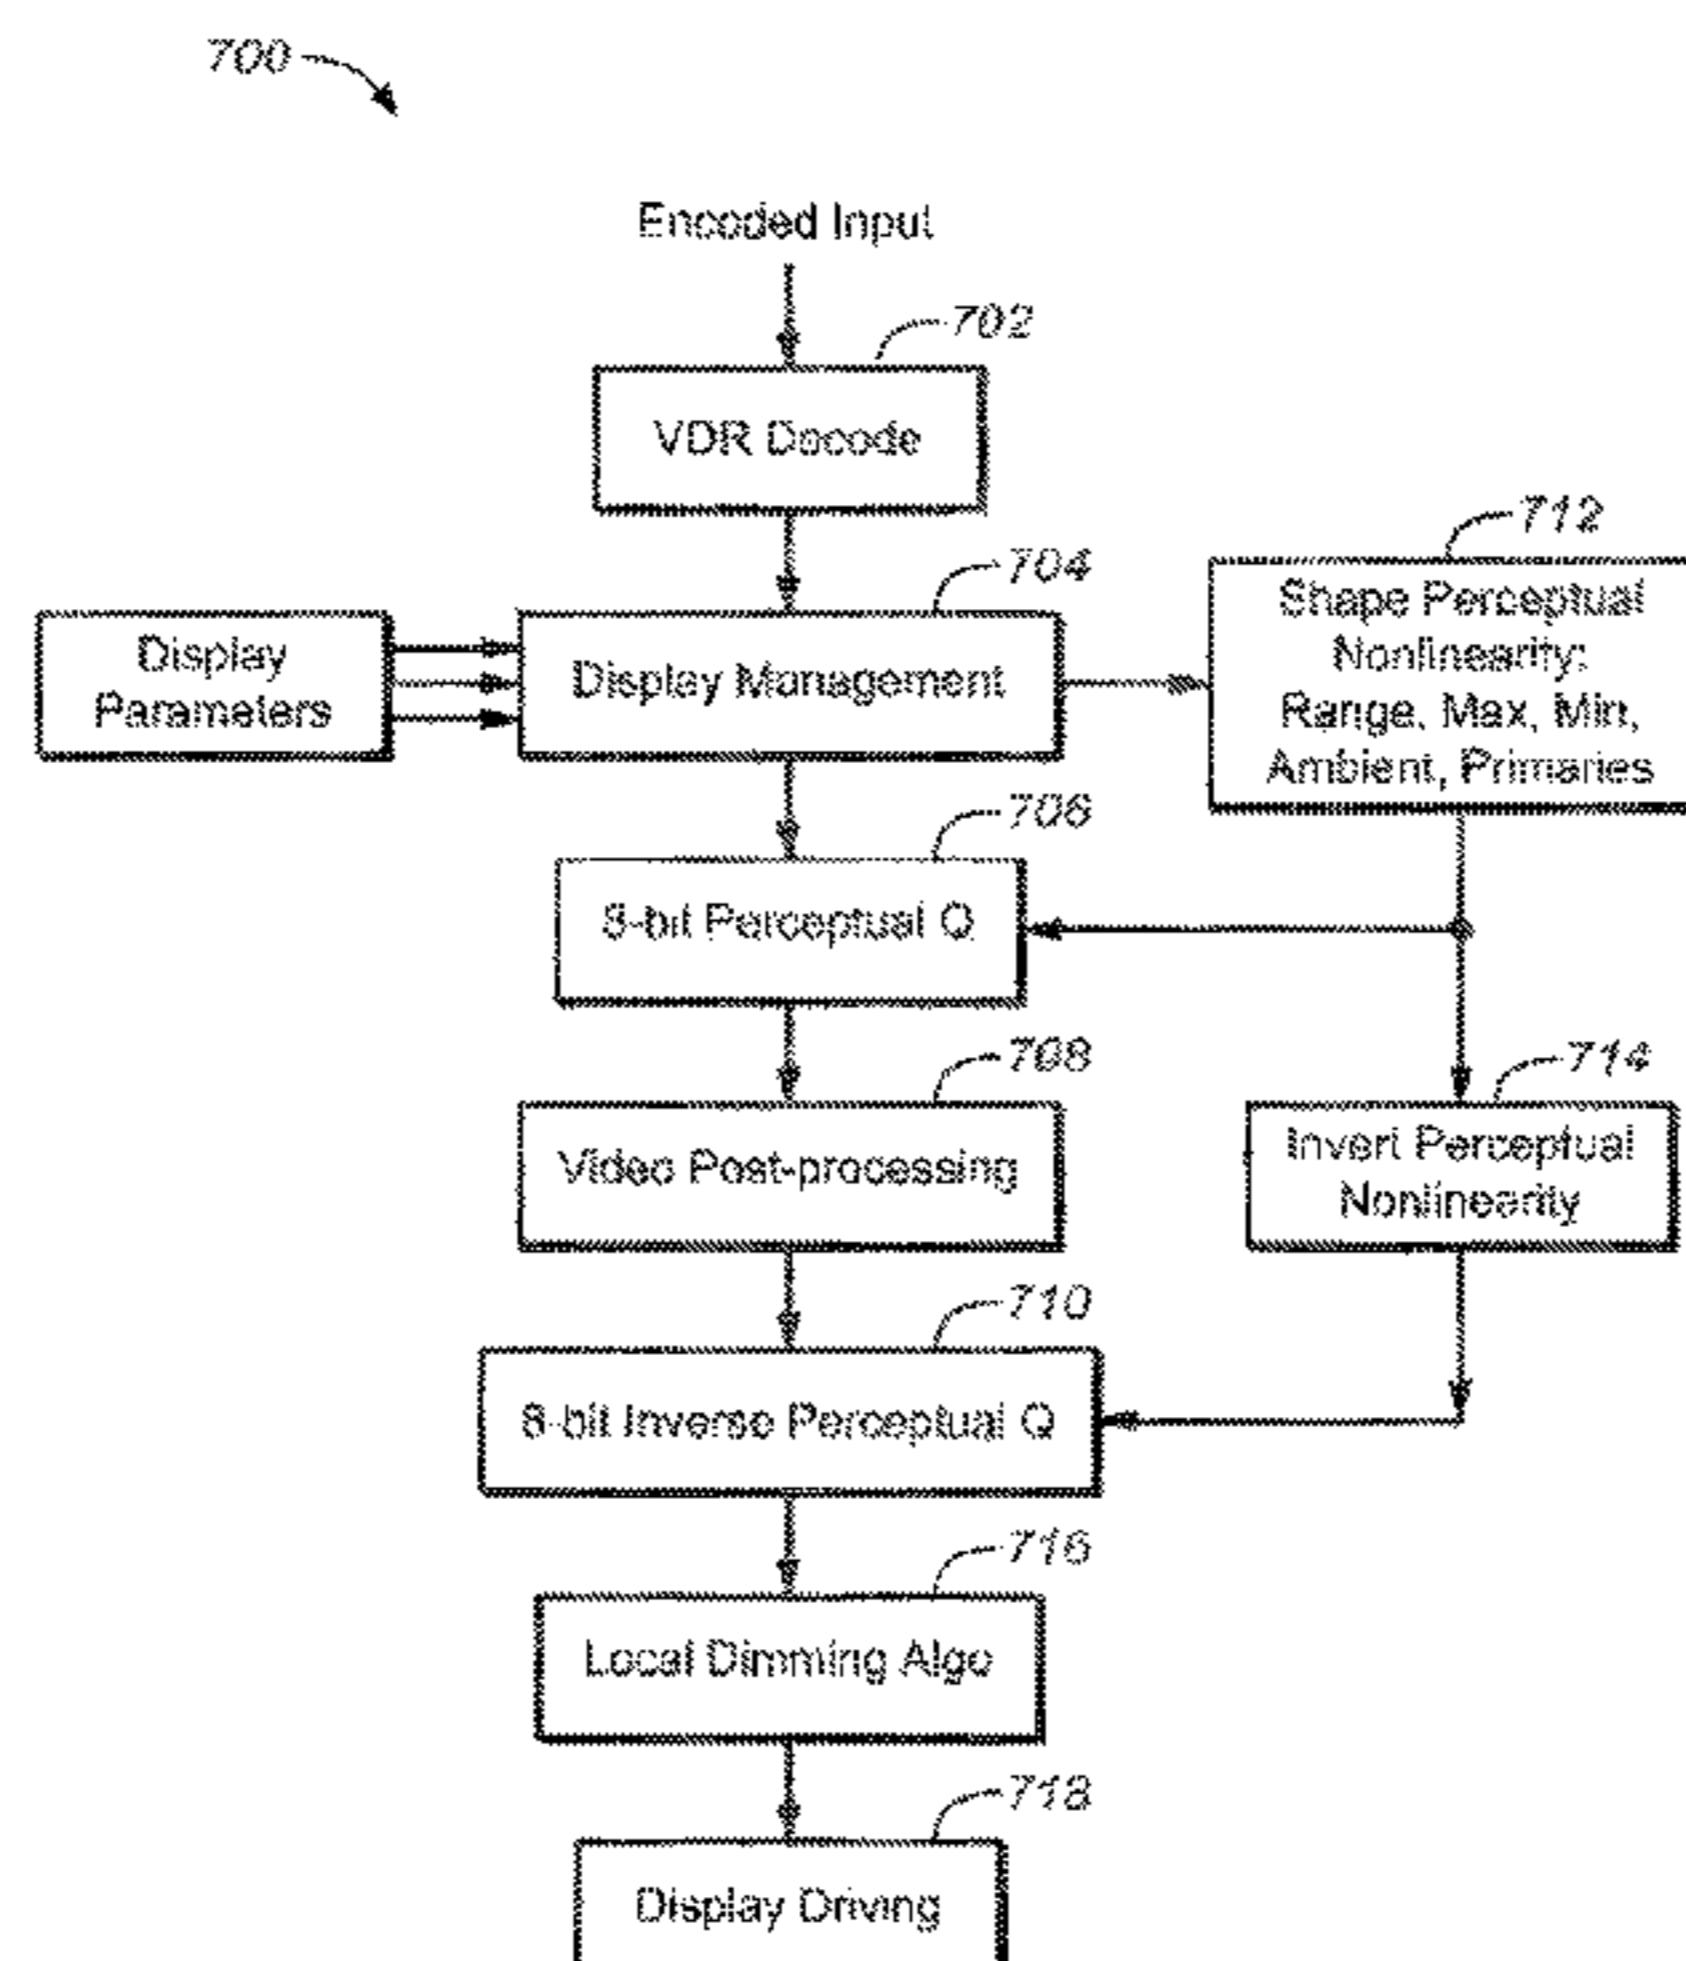 700
Encoded Input
702
VDR Decode
712
704
Shape Perceptual
Nonlinearity:
Range, Max, Min,
Ambient, Primaries
Display
Parameters
Display Management
706
8-bit Perceptual Q
708
714
Video Post-processing
Invert Perceptual
Nonlinearity
710
8-bit Inverse Perceptual Q
716
Local Dimming Algo
718
Display Driving